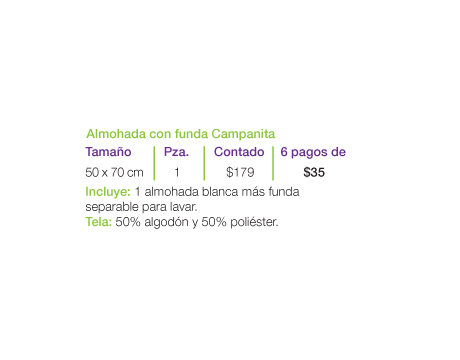 Almohada con funda Campanita
Tamaño Pza. Contado 6 pagos de
50 x 70 cm 1 $179 $35
Incluye: 1 almohada blanca más funda
separable para lavar.
Tela: 50% algodón y 50% poliéster.